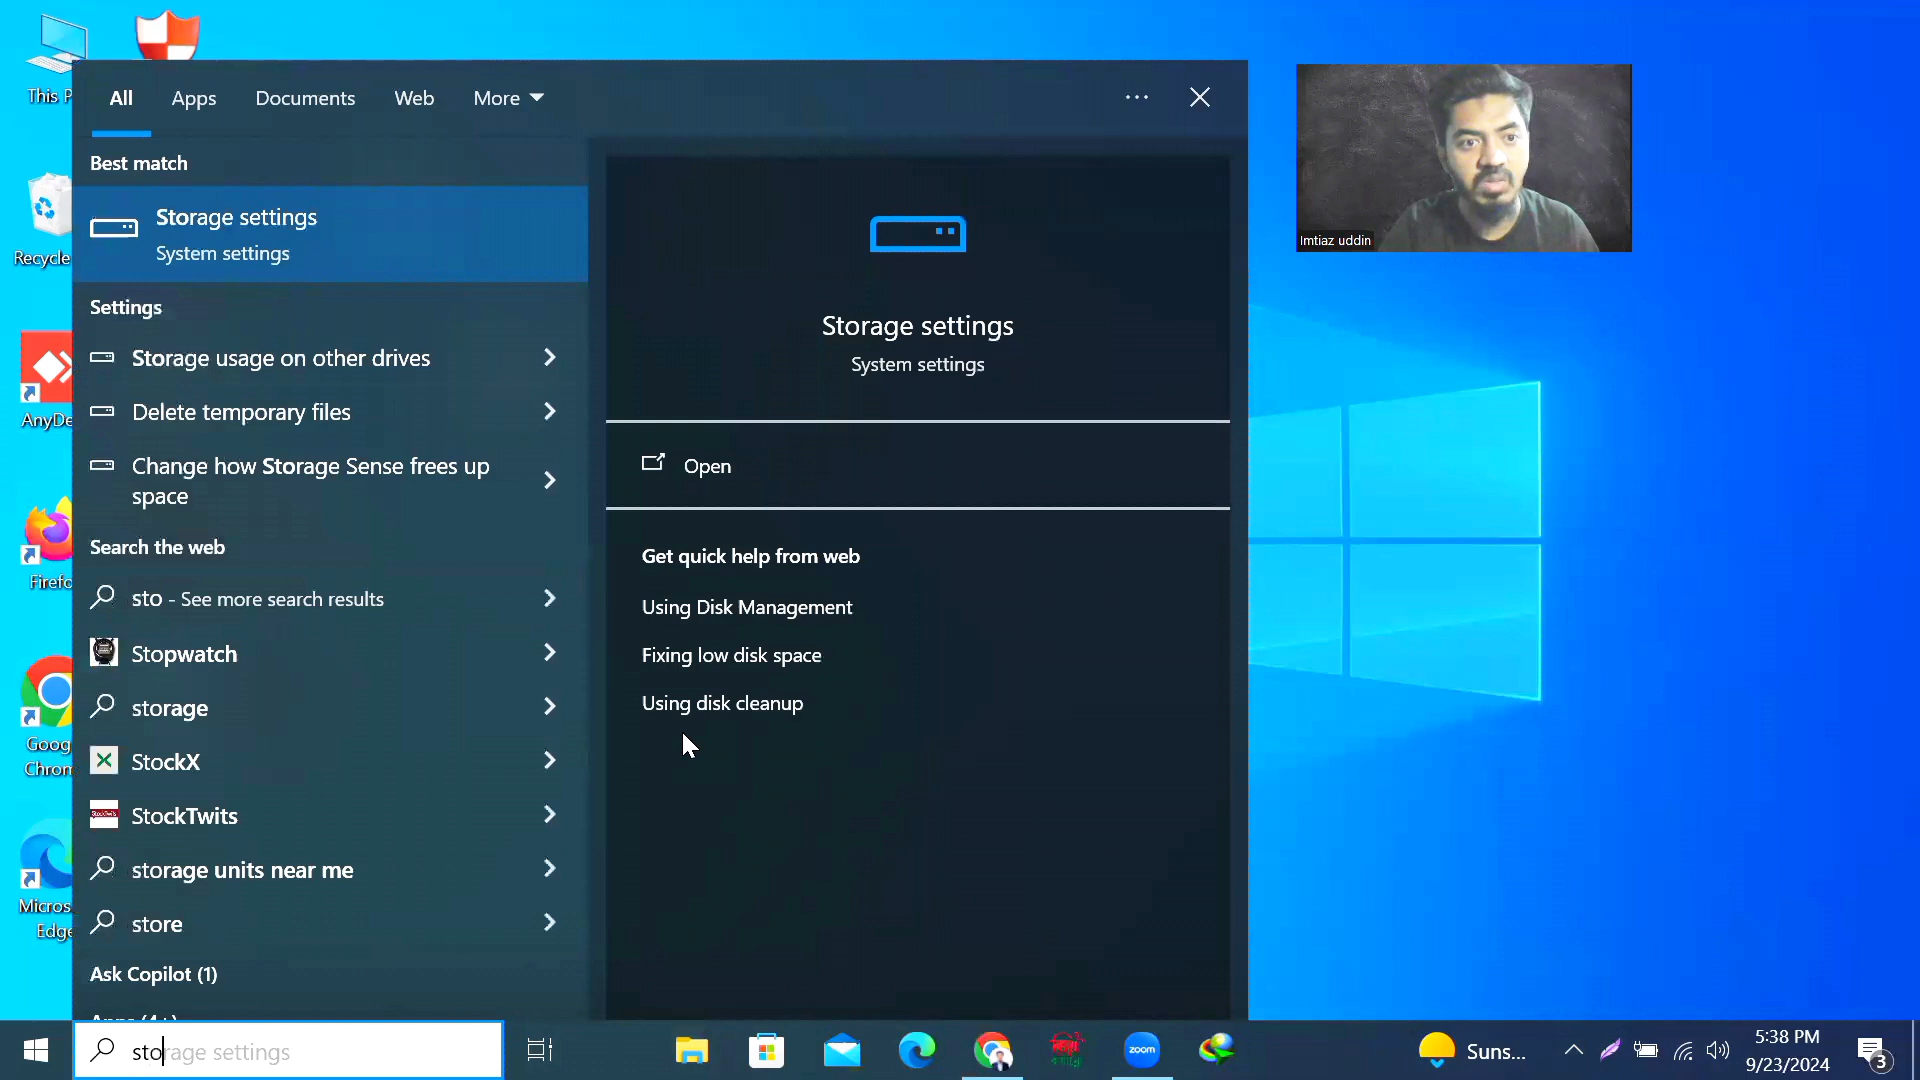 This P
All
Apps
Documents
Web
More
Best match
Storage settings
System settings
Settings
Storage usage on other drives
Delete temporary files
Change how Storage Sense frees up
space
Search the web
sto - See more search results
Stopwatch
storage
StockX
StockTwits
storage units near me
store
Ask Copilot (1)
Apps (4+)
storage settings
Storage settings
System settings
Open
Get quick help from web
Using Disk Management
Fixing low disk space
Using disk cleanup
Imtiaz uddin
Recycle
AnyDe
Firefo
Goog
Chrom
Micros
Edge
zoom
Suns...
5:38 PM
9/23/2024
3